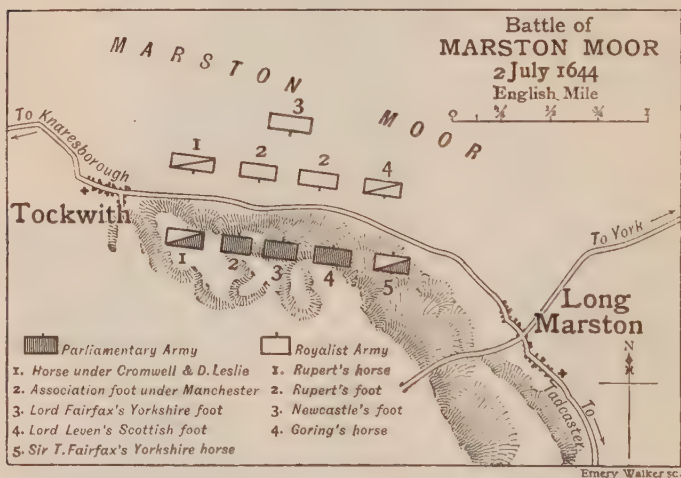 Battle of
MARSTON MOOR
2 July 1644
English Mile
0 ¼ ½ ¾ 1
MARSTON MOOR
3
1 2 2 4
To Knaresborough
Tockwith
1 2 3 4 5
To York
Long
Marston
N
To Tadcaster
Parliamentary Army
1. Horse under Cromwell & D. Leslie
2. Association foot under Manchester
3. Lord Fairfax's Yorkshire foot
4. Lord Leven's Scottish foot
5. Sir T. Fairfax's Yorkshire horse
Royalist Army
1. Rupert's horse
2. Rupert's foot
3. Newcastle's foot
4. Goring's horse
Emery Walker sc.